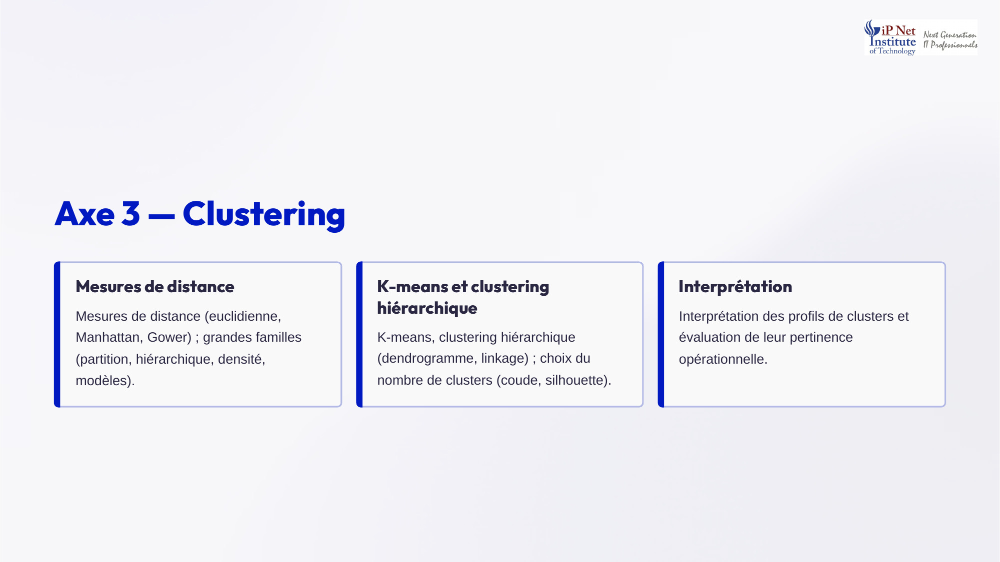 iP Net
Institute
of Technology
Next Generation
IT Professionnels
Axe 3 — Clustering
Mesures de distance
Mesures de distance (euclidienne,
Manhattan, Gower) ; grandes familles
(partition, hiérarchique, densité,
modèles).
K-means et clustering
hiérarchique
K-means, clustering hiérarchique
(dendrogramme, linkage) ; choix du
nombre de clusters (coude, silhouette).
Interprétation
Interprétation des profils de clusters et
évaluation de leur pertinence
opérationnelle.